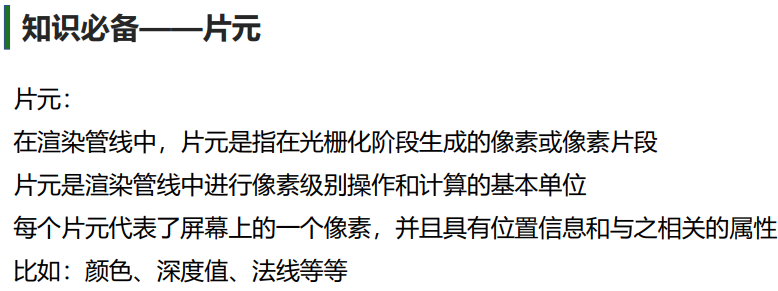 知识必备——片元
片元：
在渲染管线中，片元是指在光栅化阶段生成的像素或像素片段
片元是渲染管线中进行像素级别操作和计算的基本单位
每个片元代表了屏幕上的一个像素，并且具有位置信息和与之相关的属性
比如：颜色、深度值、法线等等